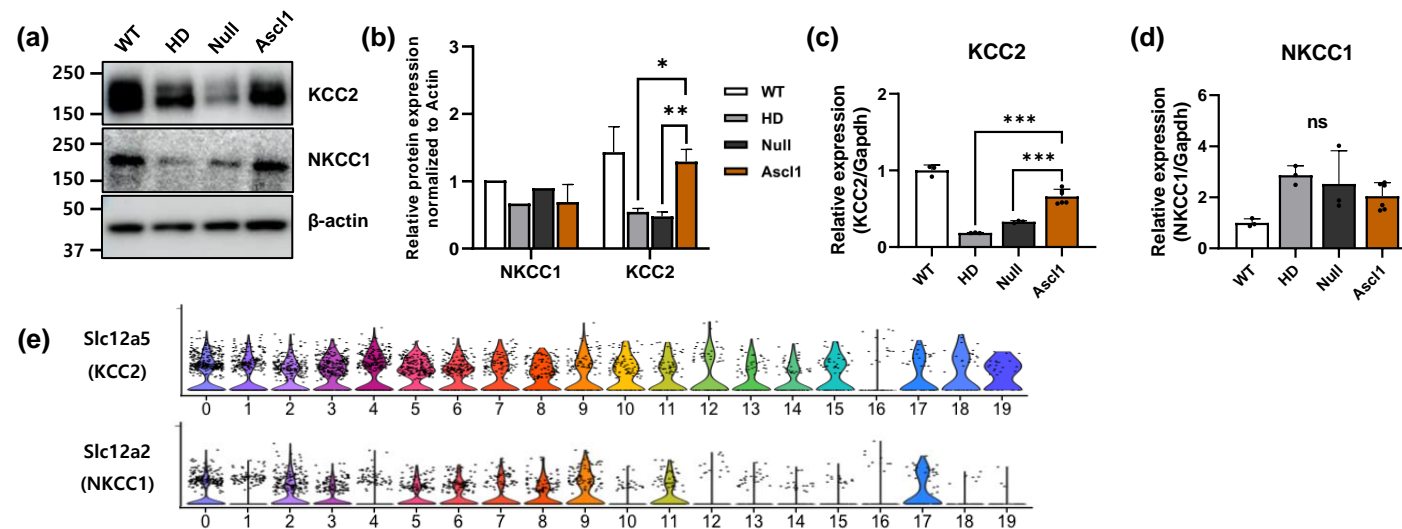 (a)
WT HD Null Ascl1
250
150
KCC2
250
150
NKCC1
50
37
β-actin
(b)
Relative protein expression
normalized to Actin
3
2
1
0
NKCC1 KCC2
*
**
WT
HD
Null
Ascl1
(c)
KCC2
Relative expression
(KCC2/Gapdh)
2
1
0
***
***
WT HD Null Ascl1
(d)
NKCC1
Relative expression
(NKCC1/Gapdh)
6
4
2
0
ns
WT HD Null Ascl1
(e)
Slc12a5
(KCC2)
0 1 2 3 4 5 6 7 8 9 10 11 12 13 14 15 16 17 18 19
Slc12a2
(NKCC1)
0 1 2 3 4 5 6 7 8 9 10 11 12 13 14 15 16 17 18 19